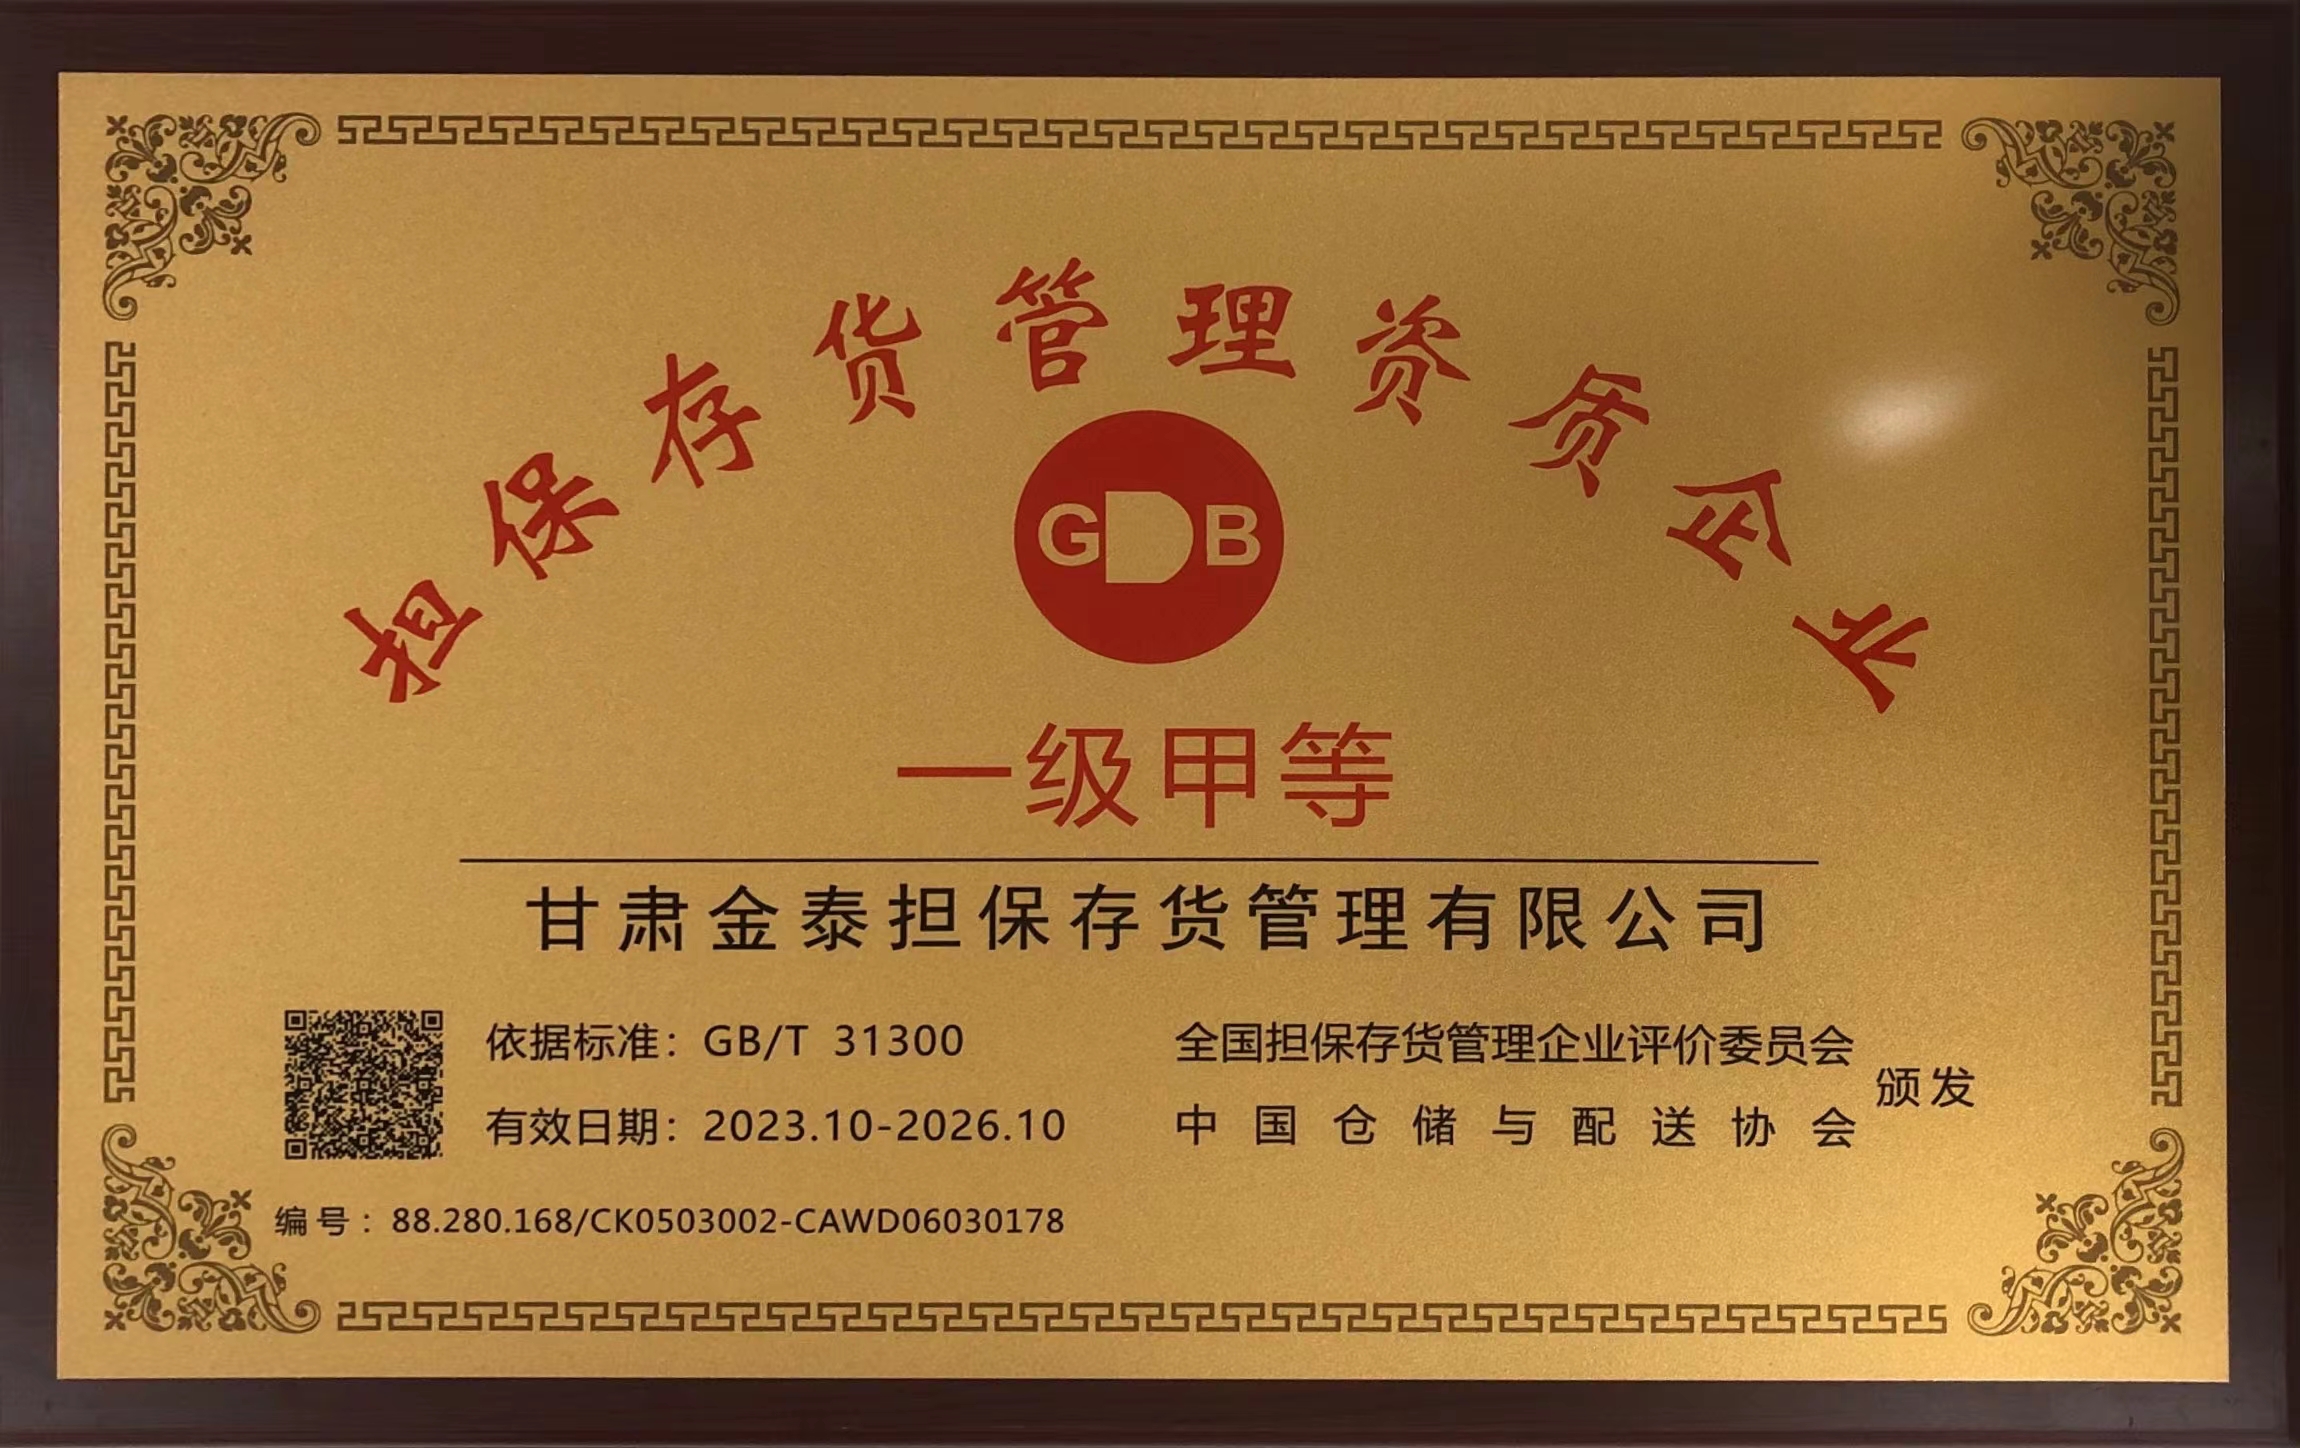 担保存货管理资质企业
GDB
一级甲等
甘肃金泰担保存货管理有限公司
依据标准：GB/T 31300
有效日期：2023.10-2026.10
编号：88.280.168/CK0503002-CAWD06030178
全国担保存货管理企业评价委员会
中国仓储与配送协会
颁发